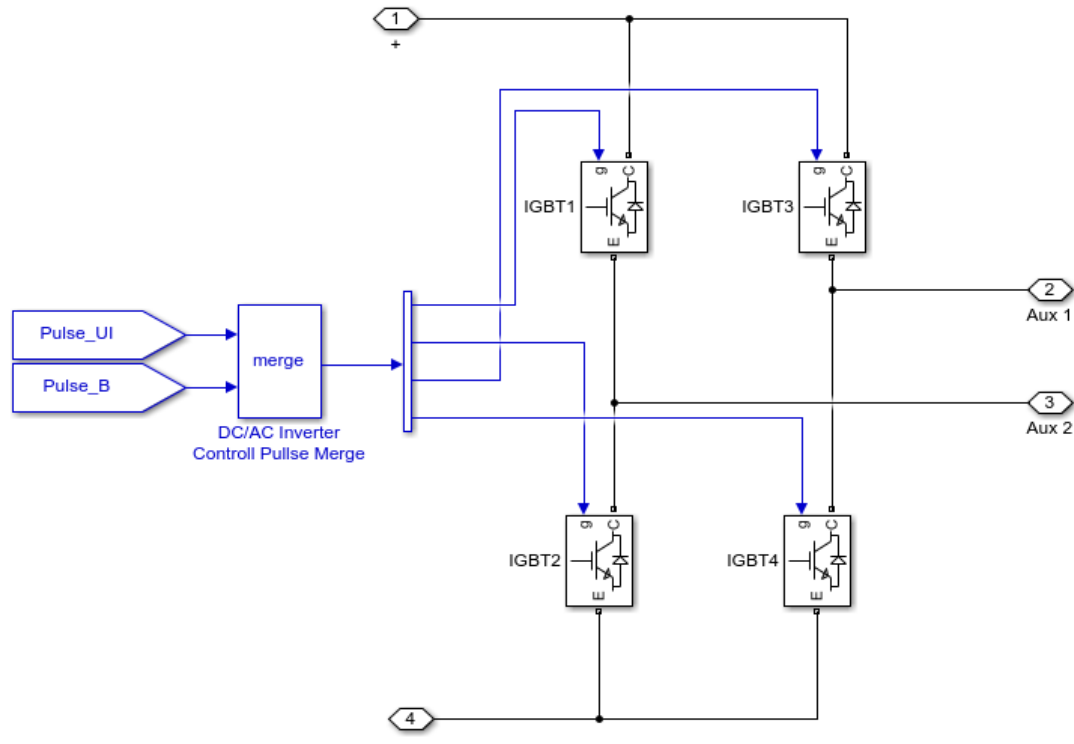 1
+
g
C
IGBT1
E
g
C
IGBT3
E
2
Aux 1
Pulse_UI
Pulse_B
merge
DC/AC Inverter
Controll Pullse Merge
3
Aux 2
g
C
IGBT2
E
g
C
IGBT4
E
4